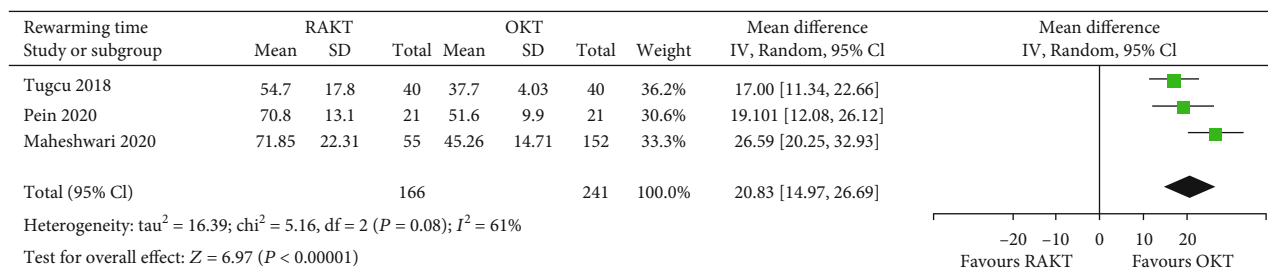 Rewarming time RAKT OKT Mean difference Mean difference
Study or subgroup Mean SD Total Mean SD Total Weight IV, Random, 95% Cl IV, Random, 95% Cl
Tugcu 2018 54.7 17.8 40 37.7 4.03 40 36.2% 17.00 [11.34, 22.66]
Pein 2020 70.8 13.1 21 51.6 9.9 21 30.6% 19.101 [12.08, 26.12]
Maheshwari 2020 71.85 22.31 55 45.26 14.71 152 33.3% 26.59 [20.25, 32.93]
Total (95% Cl) 166 241 100.0% 20.83 [14.97, 26.69]
Heterogeneity: tau² = 16.39; chi² = 5.16, df = 2 (P = 0.08); I² = 61%
Test for overall effect: Z = 6.97 (P < 0.00001)
–20 –10 0 10 20
Favours RAKT Favours OKT